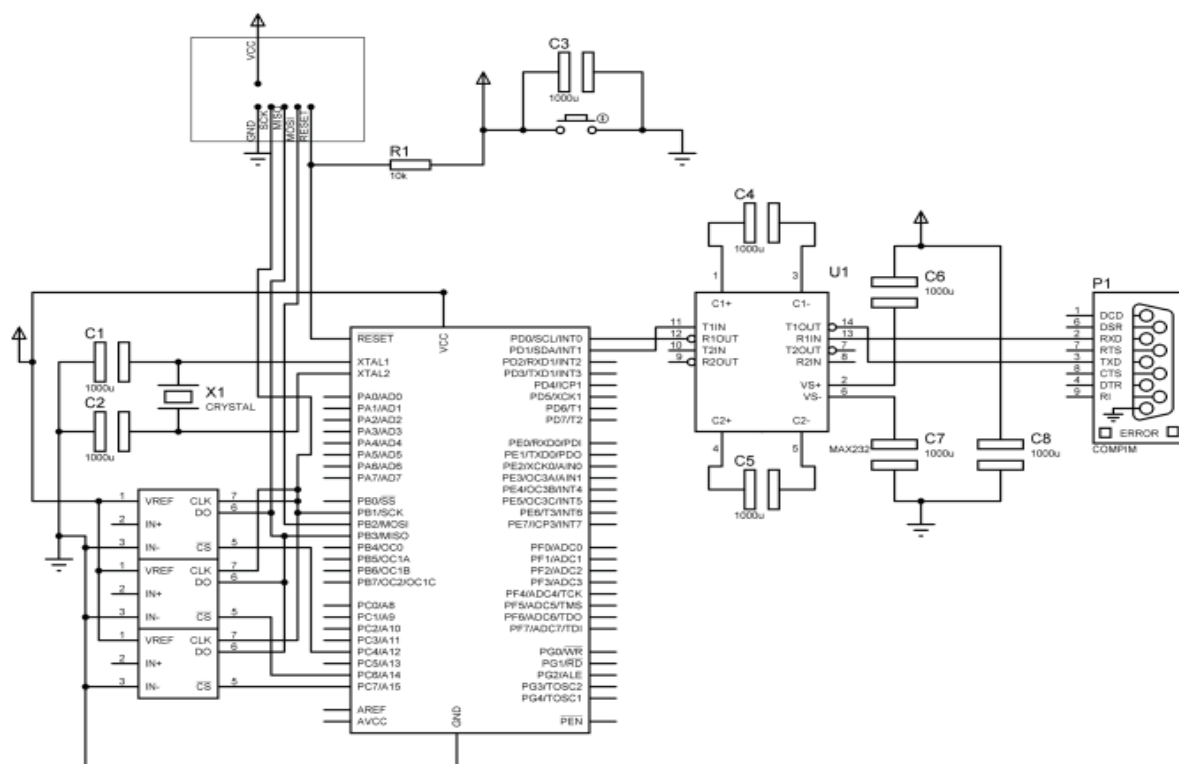 VCC
GND
SCK
MISO
MOSI
RESET
C3
1000u
R1
10k
C4
1000u
U1
1
3
C1+
C1-
11
T1IN
T1OUT
14
12
R1OUT
R1IN
13
10
T2IN
T2OUT
7
9
R2OUT
R2IN
8
VS+
2
VS-
6
C2+
C2-
4
5
MAX232
C5
1000u
C6
1000u
C7
1000u
C8
1000u
P1
1
DCD
6
DSR
2
RXD
7
RTS
3
TXD
8
CTS
4
DTR
9
RI
ERROR
COMPIM
C1
1000u
C2
1000u
X1
CRYSTAL
RESET
VCC
XTAL1
XTAL2
PA0/AD0
PA1/AD1
PA2/AD2
PA3/AD3
PA4/AD4
PA5/AD5
PA6/AD6
PA7/AD7
PB0/SS
PB1/SCK
PB2/MOSI
PB3/MISO
PB4/OC0
PB5/OC1A
PB6/OC1B
PB7/OC2/OC1C
PC0/A8
PC1/A9
PC2/A10
PC3/A11
PC4/A12
PC5/A13
PC6/A14
PC7/A15
AREF
AVCC
GND
PD0/SCL/INT0
PD1/SDA/INT1
PD2/RXD1/INT2
PD3/TXD1/INT3
PD4/ICP1
PD5/XCK1
PD6/T1
PD7/T2
PE0/RXD0/PDI
PE1/TXD0/PDO
PE2/XCK0/AIN0
PE3/OC3A/AIN1
PE4/OC3B/INT4
PE5/OC3C/INT5
PE6/T3/INT6
PE7/ICP3/INT7
PF0/ADC0
PF1/ADC1
PF2/ADC2
PF3/ADC3
PF4/ADC4/TCK
PF5/ADC5/TMS
PF6/ADC6/TDO
PF7/ADC7/TDI
PG0/WR
PG1/RD
PG2/ALE
PG3/TOSC2
PG4/TOSC1
PEN
1
VREF
CLK
7
DO
6
2
IN+
3
IN-
CS
5
1
VREF
CLK
7
DO
6
2
IN+
3
IN-
CS
5
1
VREF
CLK
7
DO
6
2
IN+
3
IN-
CS
5